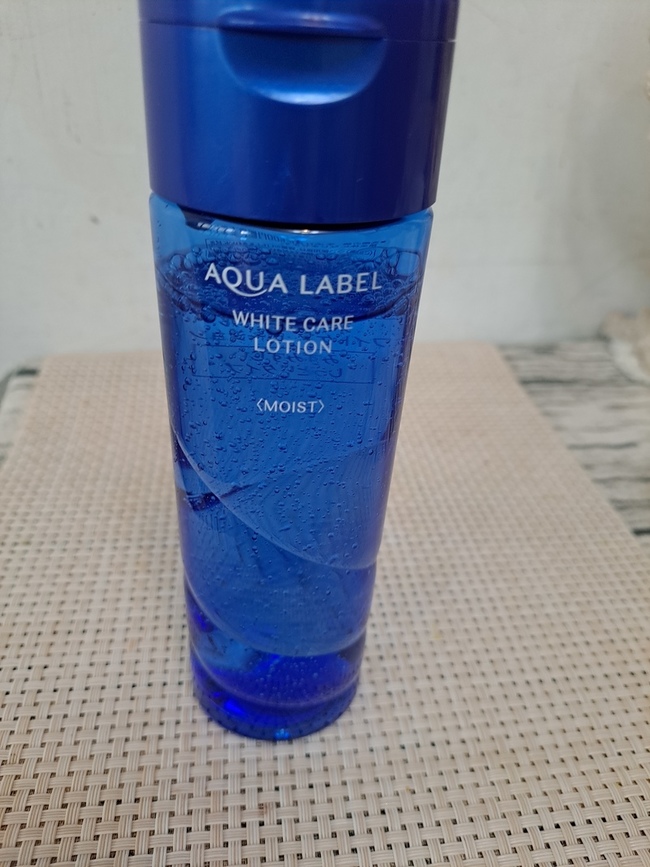 AQUA LABEL
WHITE CARE
LOTION
〈MOIST〉